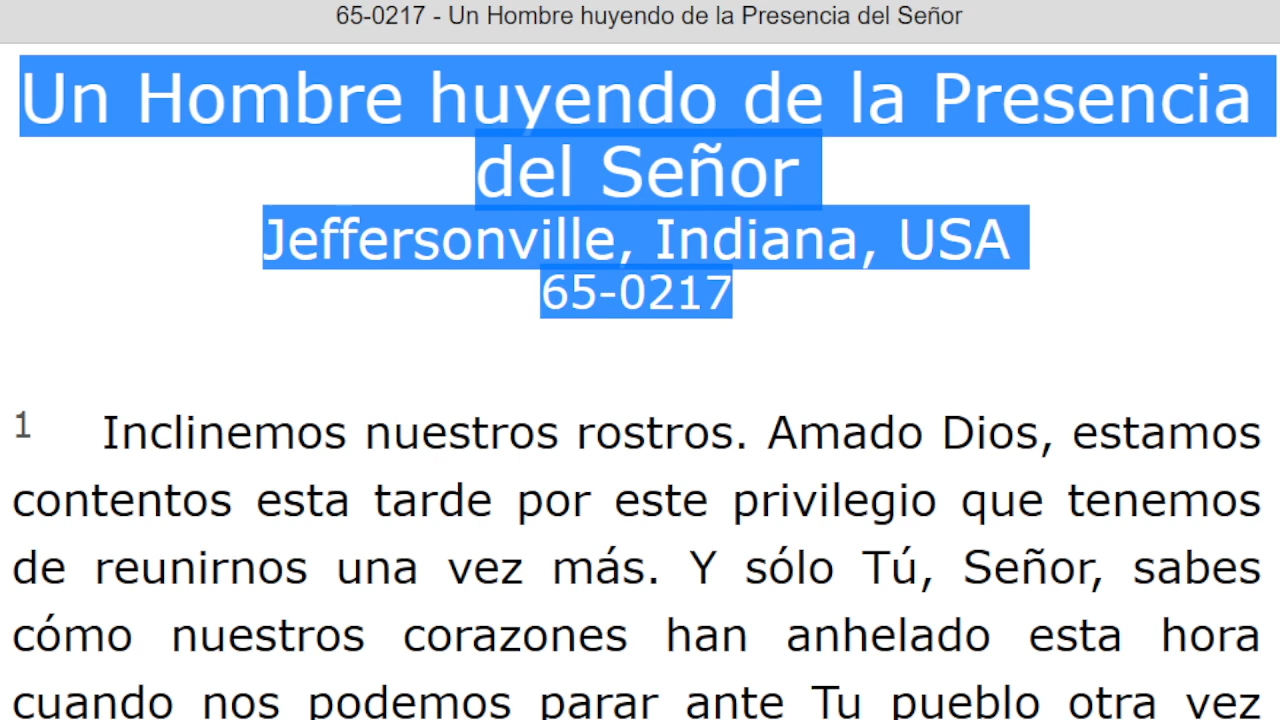 65-0217 - Un Hombre huyendo de la Presencia del Señor
Un Hombre huyendo de la Presencia
del Señor
Jeffersonville, Indiana, USA
65-0217
1 Inclinemos nuestros rostros. Amado Dios, estamos
contentos esta tarde por este privilegio que tenemos
de reunirnos una vez más. Y sólo Tú, Señor, sabes
cómo nuestros corazones han anhelado esta hora
cuando nos podemos parar ante Tu pueblo otra vez